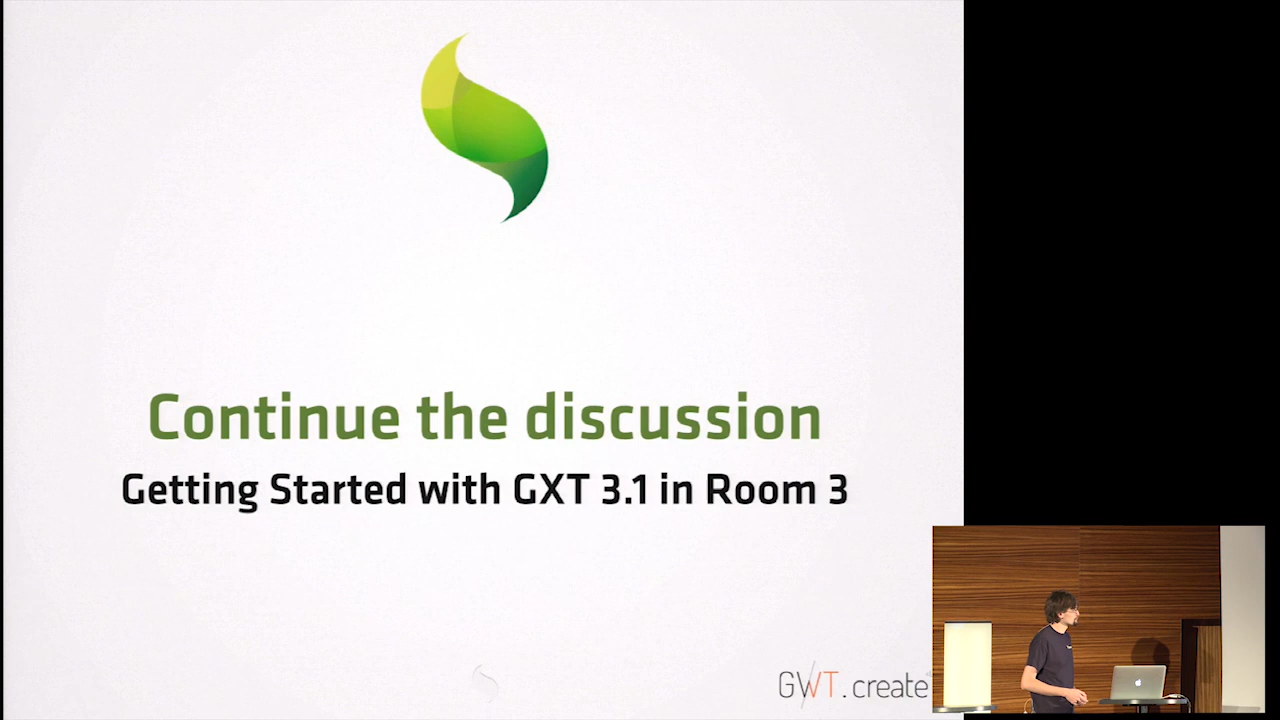 Continue the discussion
Getting Started with GXT 3.1 in Room 3
GWT.create